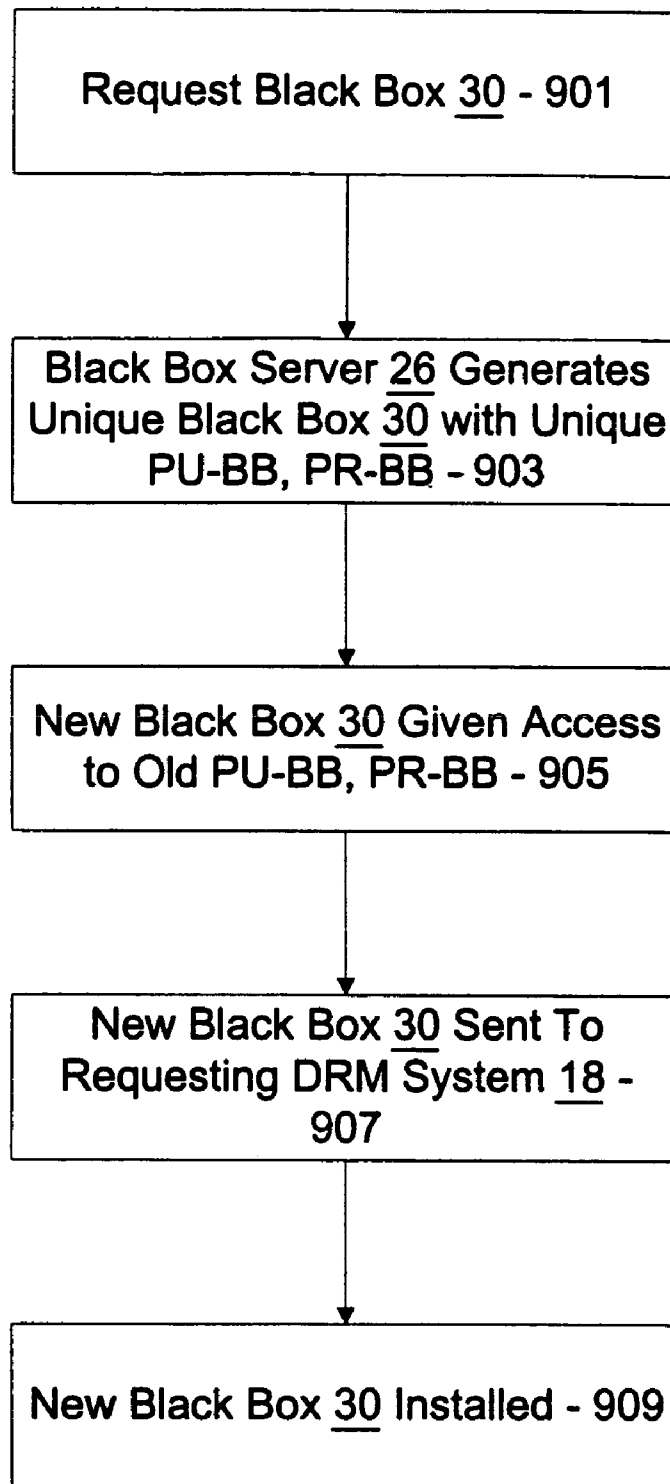 Request Black Box 30 - 901
Black Box Server 26 Generates
Unique Black Box 30 with Unique
PU-BB, PR-BB - 903
New Black Box 30 Given Access
to Old PU-BB, PR-BB - 905
New Black Box 30 Sent To
Requesting DRM System 18 -
907
New Black Box 30 Installed - 909